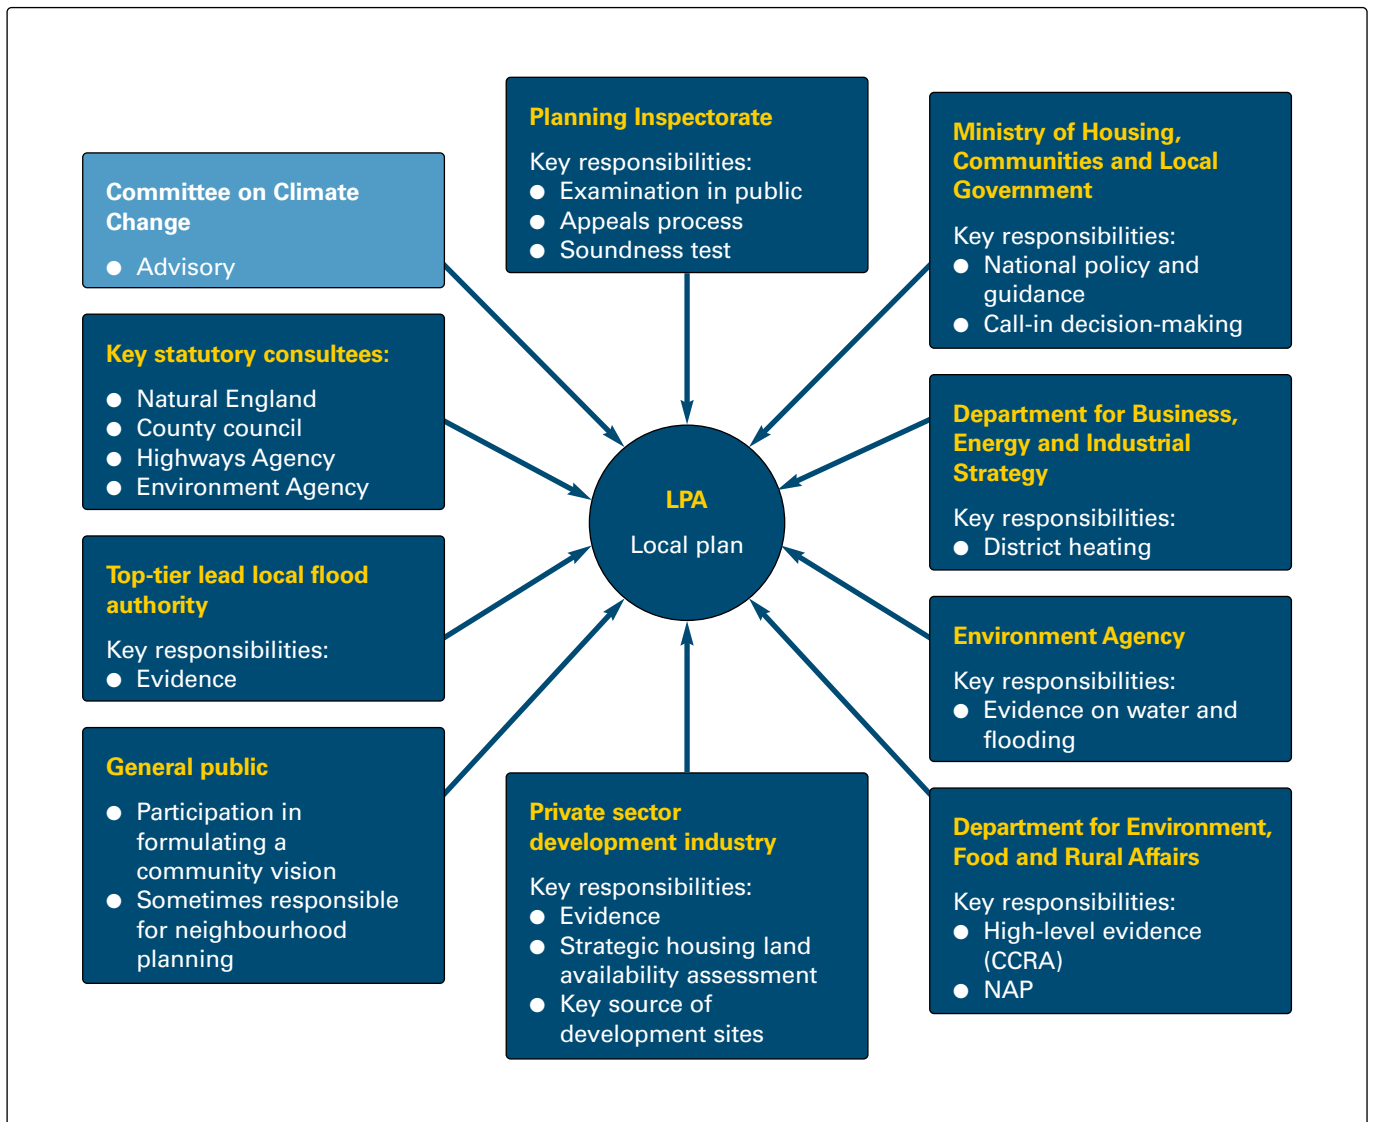 Planning Inspectorate
Key responsibilities:
● Examination in public
● Appeals process
● Soundness test
Ministry of Housing,
Communities and Local
Government
Key responsibilities:
● National policy and
guidance
● Call-in decision-making
Committee on Climate
Change
● Advisory
Key statutory consultees:
● Natural England
● County council
● Highways Agency
● Environment Agency
Department for Business,
Energy and Industrial
Strategy
Key responsibilities:
● District heating
LPA
Local plan
Top-tier lead local flood
authority
Key responsibilities:
● Evidence
Environment Agency
Key responsibilities:
● Evidence on water and
flooding
General public
● Participation in
formulating a
community vision
● Sometimes responsible
for neighbourhood
planning
Private sector
development industry
Key responsibilities:
● Evidence
● Strategic housing land
availability assessment
● Key source of
development sites
Department for Environment,
Food and Rural Affairs
Key responsibilities:
● High-level evidence
(CCRA)
● NAP